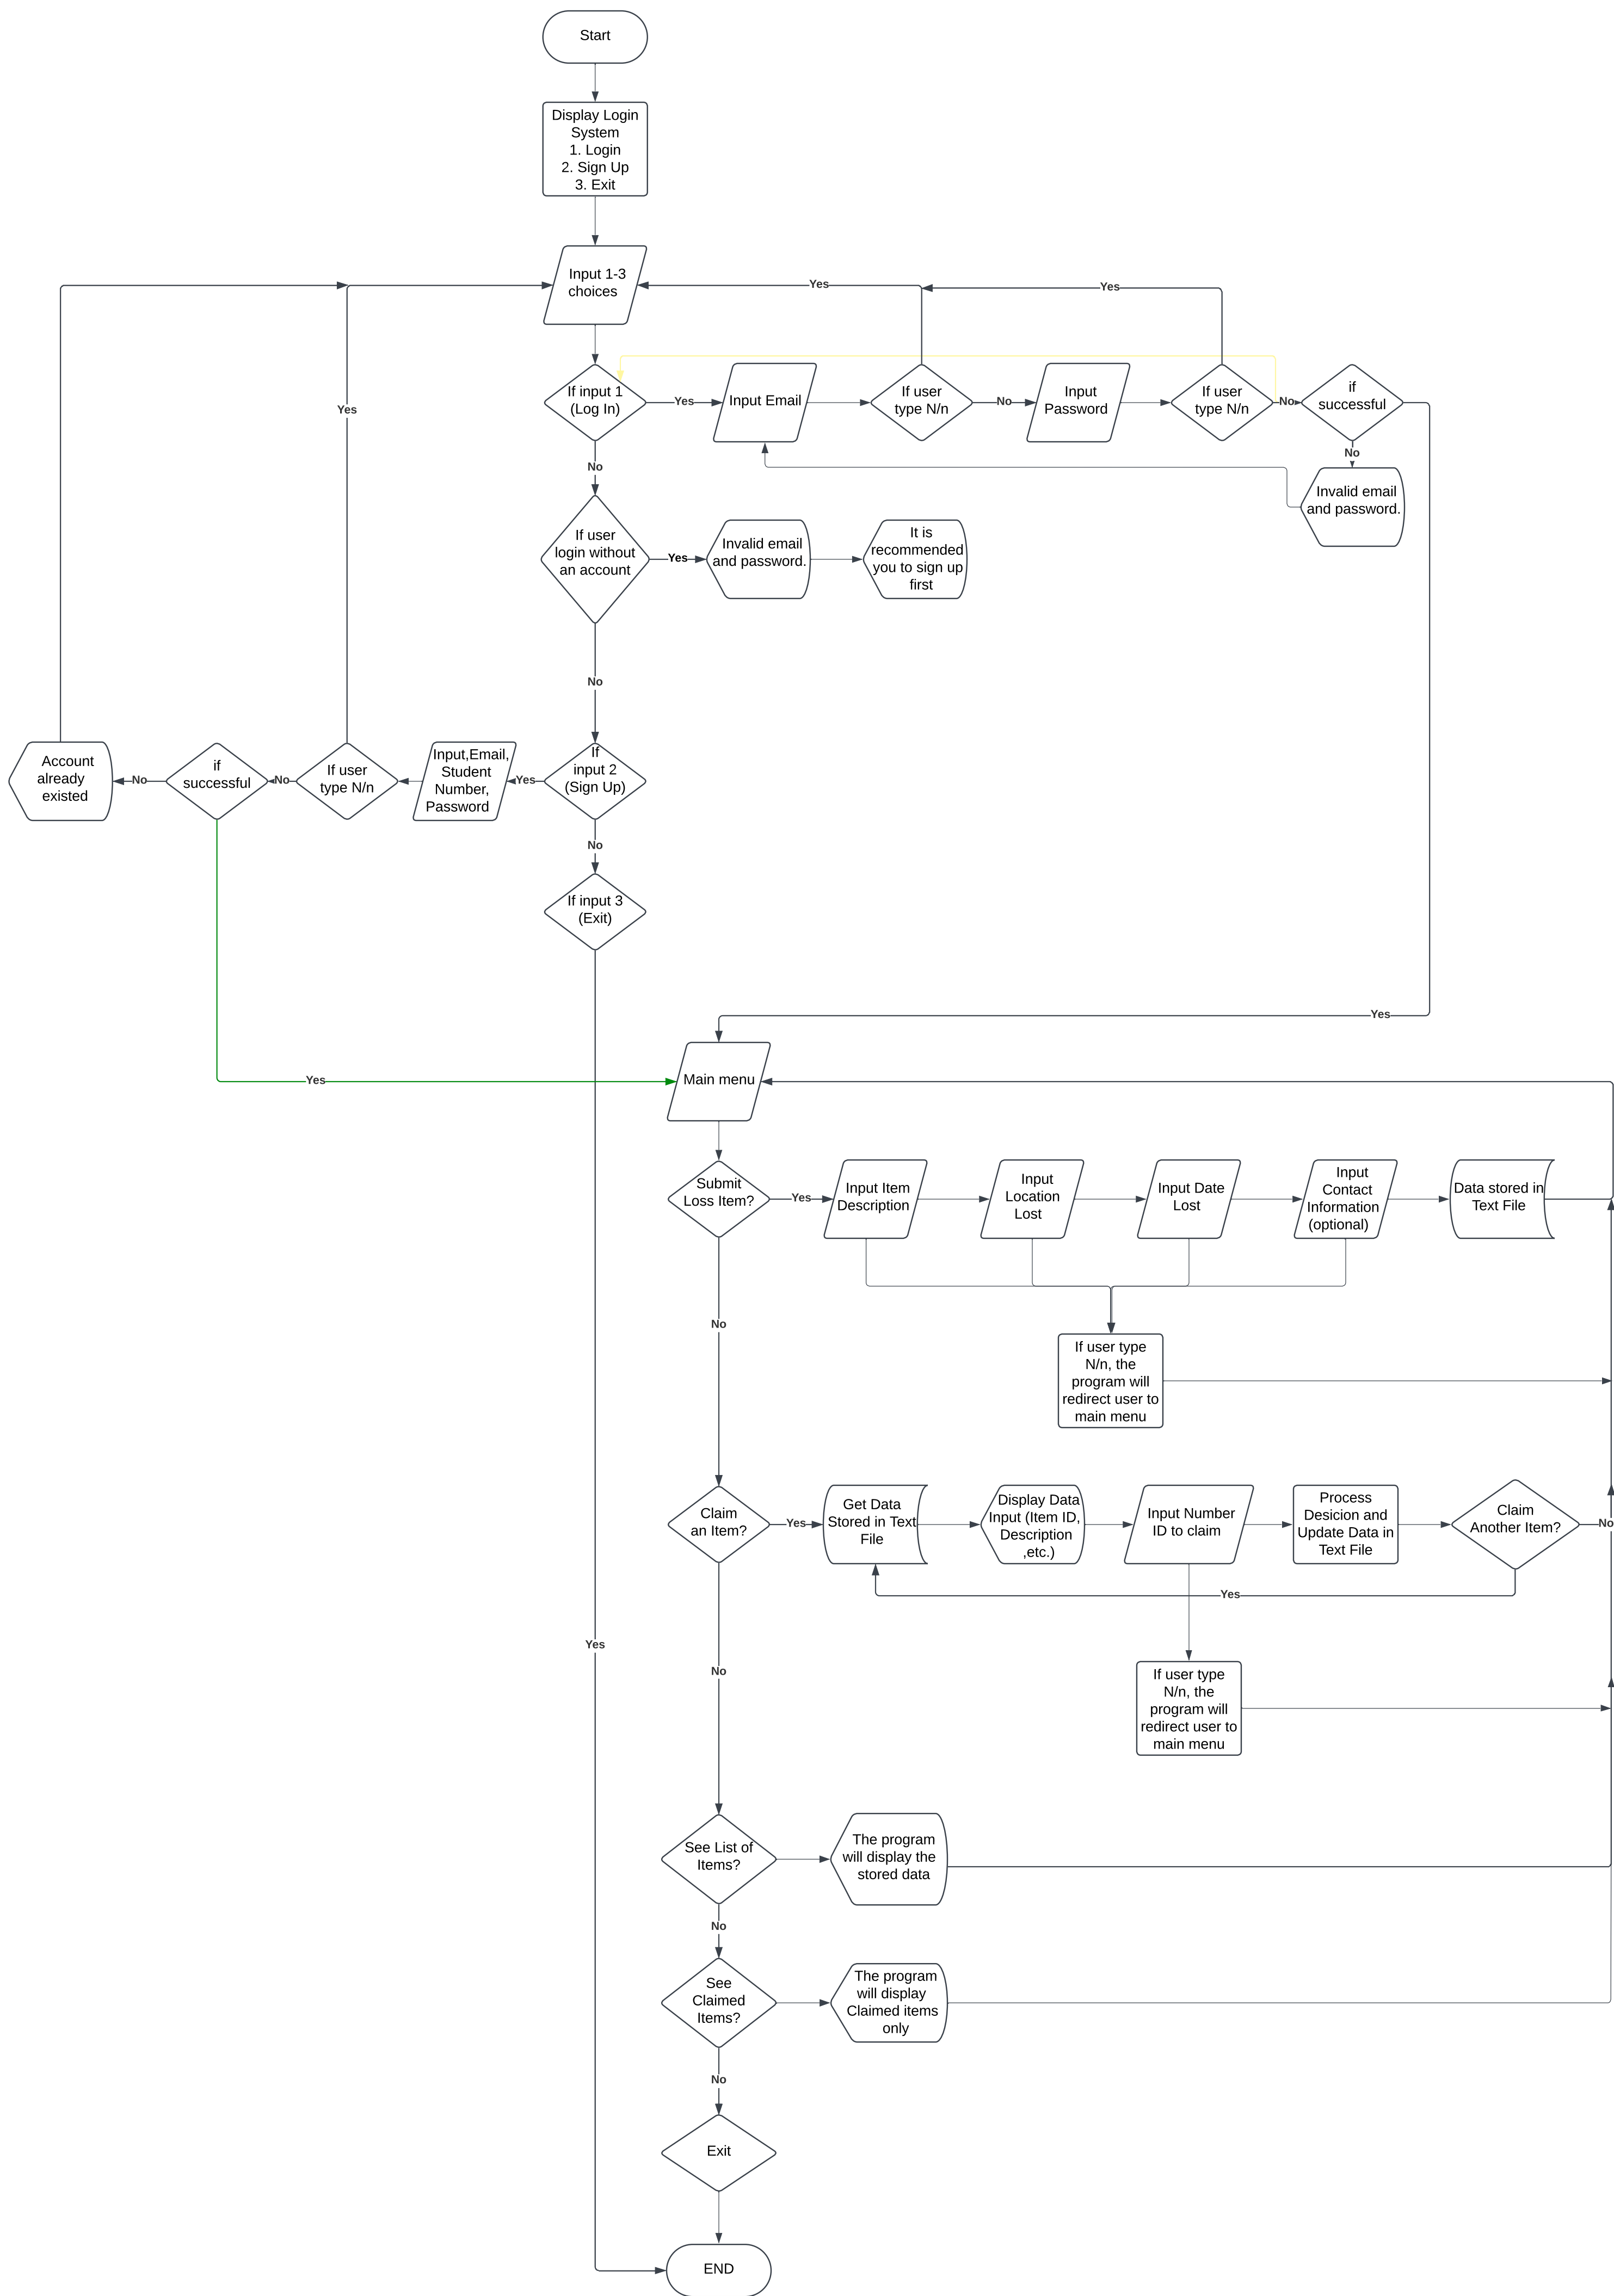 Start
Display Login
System
1. Login
2. Sign Up
3. Exit
Input 1-3
choices
Yes
Yes
Yes
If input 1
(Log In)
Yes
Input Email
If user
type N/n
No
Input
Password
If user
type N/n
No
if
successful
No
Invalid email
and password.
No
If user
login without
an account
Yes
Invalid email
and password.
It is
recommended
you to sign up
first
No
Account
already
existed
No
if
successful
No
If user
type N/n
Input,Email,
Student
Number,
Password
Yes
If
input 2
(Sign Up)
No
If input 3
(Exit)
Yes
Yes
Main menu
Submit
Loss Item?
Yes
Input Item
Description
Input
Location
Lost
Input Date
Lost
Input
Contact
Information
(optional)
Data stored in
Text File
No
If user type
N/n, the
program will
redirect user to
main menu
Claim
an Item?
Yes
Get Data
Stored in Text
File
Display Data
Input (Item ID,
Description
,etc.)
Input Number
ID to claim
Process
Desicion and
Update Data in
Text File
Claim
Another Item?
No
Yes
Yes
No
If user type
N/n, the
program will
redirect user to
main menu
See List of
Items?
The program
will display the
stored data
No
See
Claimed
Items?
The program
will display
Claimed items
only
No
Exit
END